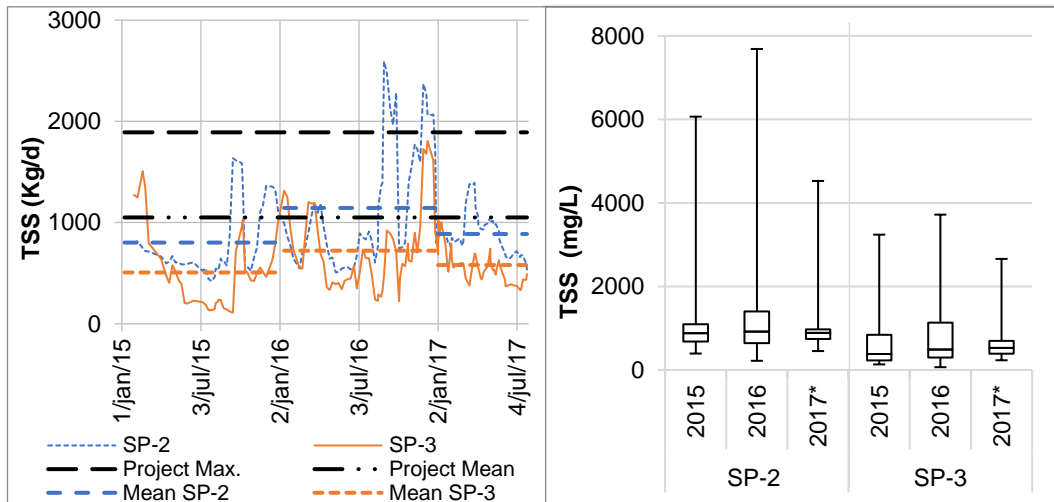 3000
2000
1000
0
TSS (Kg/d)
1/jan/15
3/jul/15
2/jan/16
3/jul/16
2/jan/17
4/jul/17
SP-2
SP-3
Project Max.
Project Mean
Mean SP-2
Mean SP-3
8000
6000
4000
2000
0
TSS (mg/L)
2015
2016
2017*
2015
2016
2017*
SP-2
SP-3